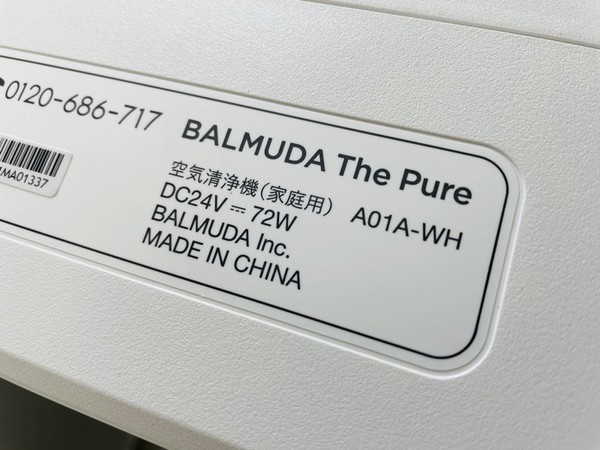 0120-686-717
BALMUDA The Pure
空気清浄機（家庭用） A01A-WH
DC24V ⎓ 72W
BALMUDA Inc.
MADE IN CHINA
MA01337